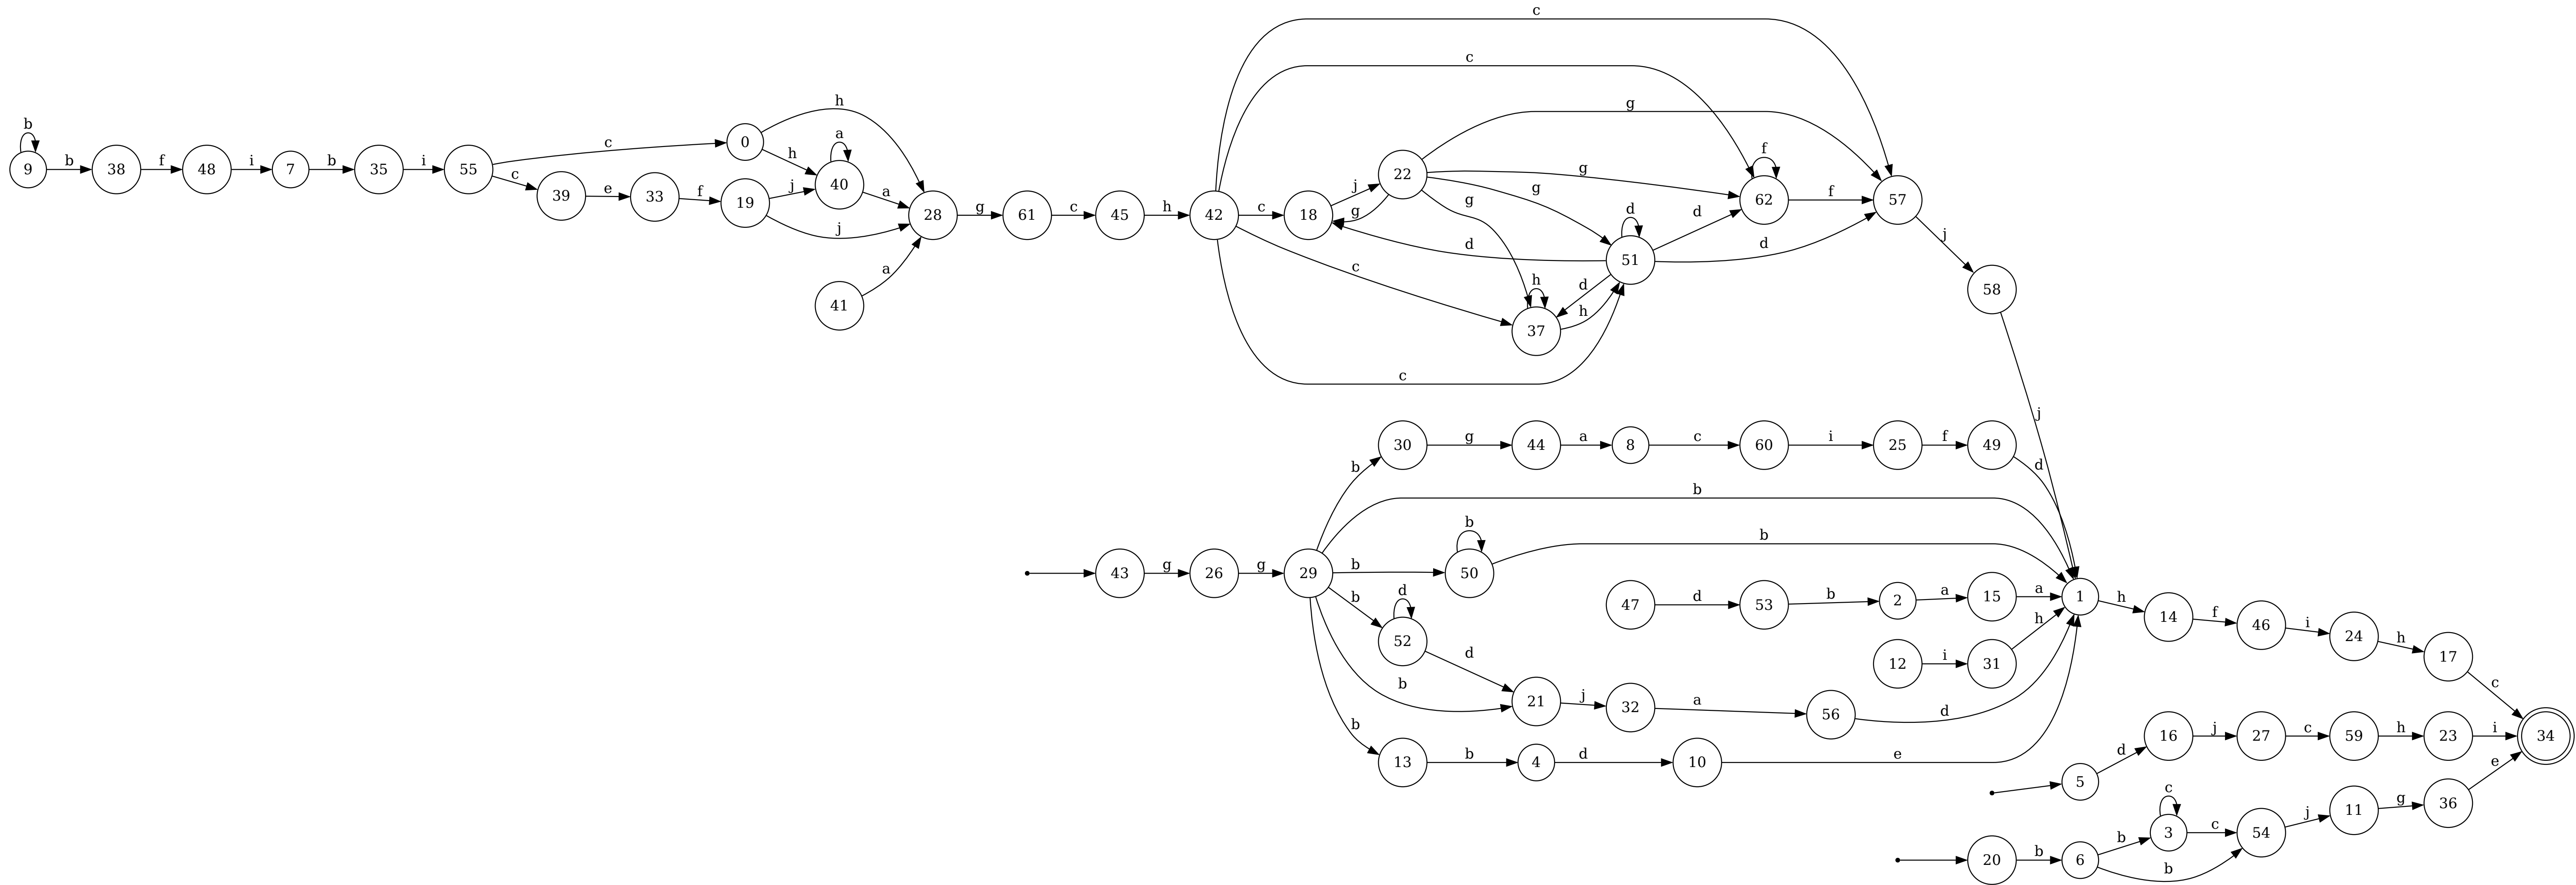 c
c
g
b
b f i b i c
c e f
h
h a
j a
j
a
g c h c j g
g g g
d d d d d
h h
c
c
f f
j
j
9 38 48 7 35 55 0 39 33 19 40 28 41 61 45 42 18 22 51 37 62 57 58
b g a c i f d
30 44 8 60 25 49
b
b b b
g g
43 26 29 50
b d d
52
47 d 53 b 2 a 15 a 1 h 14 f 46 i 24 h 17 c
12 i 31 h
b 21 j 32 a 56 d
b 13 b 4 d 10 e
5 d 16 j 27 c 59 h 23 i 34
20 b 6 b 3 c c 54 j 11 g 36 e
b